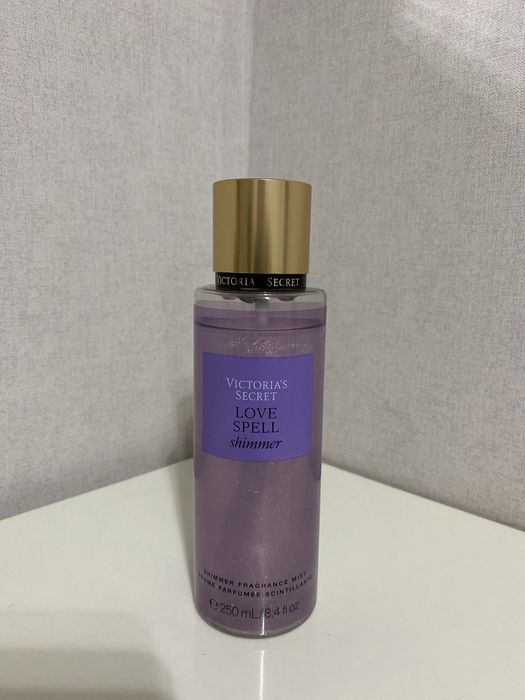 VICTORIA SECRET
VICTORIA'S
SECRET
LOVE
SPELL
shimmer
SHIMMER FRAGRANCE MIST
BRUME PARFUMÉE SCINTILLANTE
℮ 250 mL/8.4 fl oz